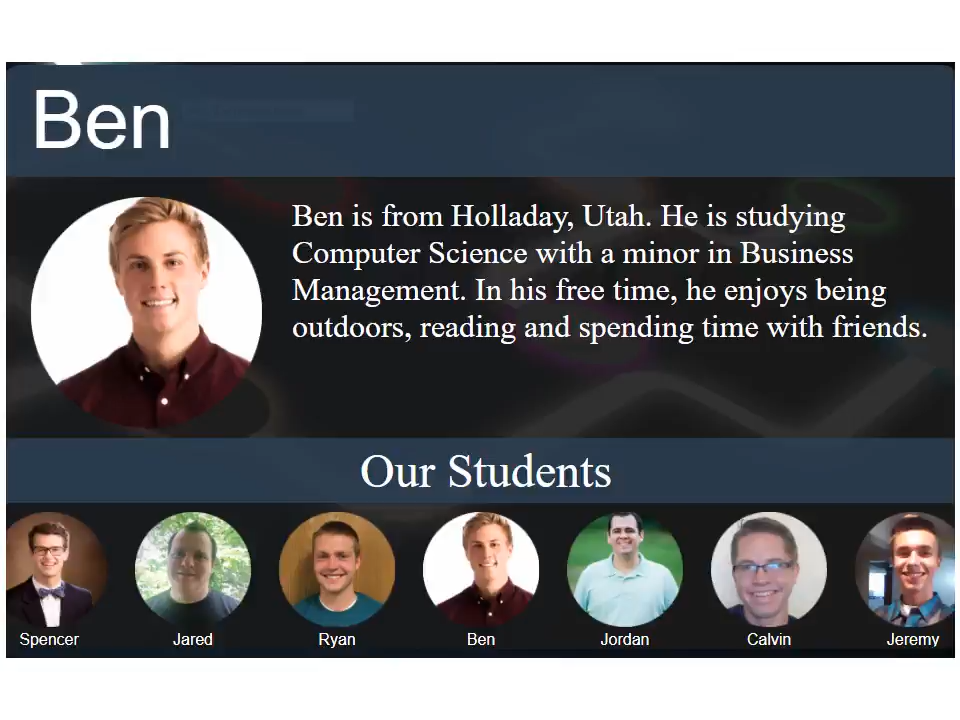 Ben
Ben is from Holladay, Utah. He is studying
Computer Science with a minor in Business
Management. In his free time, he enjoys being
outdoors, reading and spending time with friends.
Our Students
Spencer
Jared
Ryan
Ben
Jordan
Calvin
Jeremy